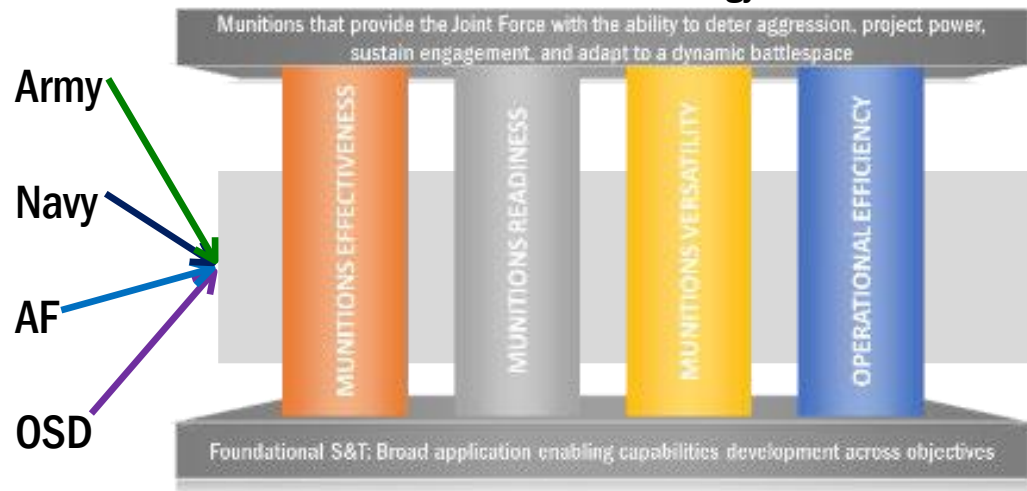 Munitions that provide the Joint Force with the ability to deter aggression, project power,
sustain engagement, and adapt to a dynamic battlespace
Army
Navy
AF
OSD
MUNITIONS EFFECTIVENESS
MUNITIONS READINESS
MUNITIONS VERSATILITY
OPERATIONAL EFFICIENCY
Foundational S&T: Broad application enabling capabilities development across objectives